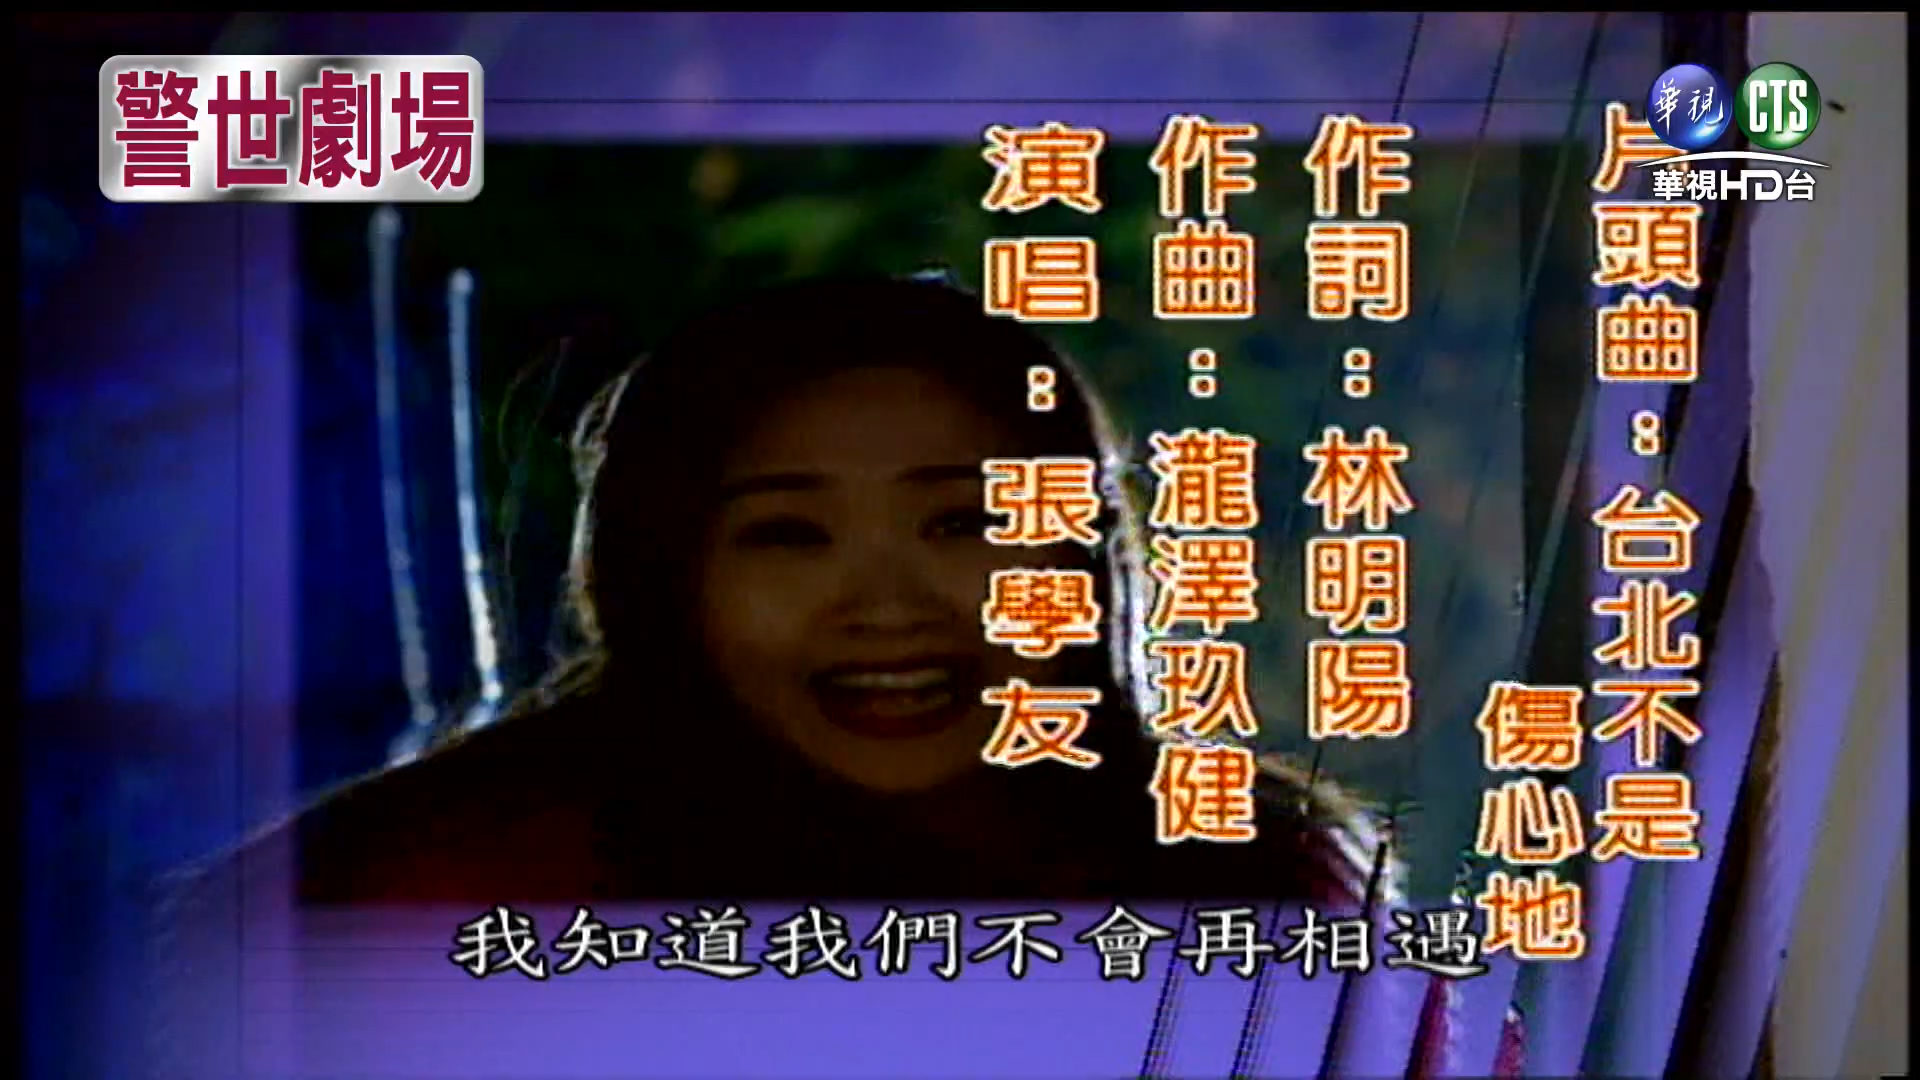 警世劇場
華視
CTS
華視HD台
片頭曲:台北不是
傷心地
作詞:林明陽
作曲:瀧澤玖健
演唱:張學友
我知道我們不會再相遇